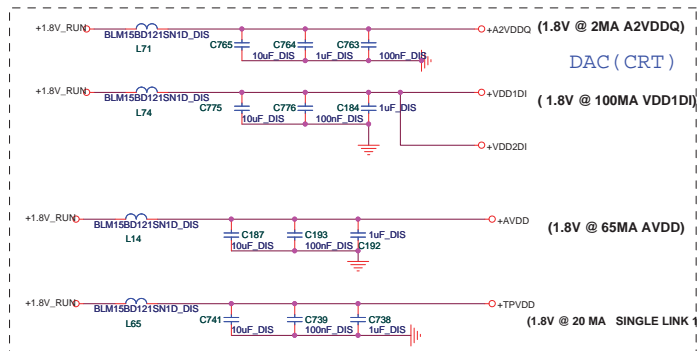 +1.8V_RUN
BLM15BD121SN1D_DIS
L71
C765
10uF_DIS
C764
1uF_DIS
C763
100nF_DIS
+A2VDDQ
(1.8V @ 2MA A2VDDQ)
DAC(CRT)
+1.8V_RUN
BLM15BD121SN1D_DIS
L74
C775
10uF_DIS
C776
100nF_DIS
C184
1uF_DIS
+VDD1DI
( 1.8V @ 100MA VDD1DI)
+VDD2DI
+1.8V_RUN
BLM15BD121SN1D_DIS
L14
C187
10uF_DIS
C193
100nF_DIS
1uF_DIS
C192
+AVDD
(1.8V @ 65MA AVDD)
+1.8V_RUN
BLM15BD121SN1D_DIS
L65
C741
10uF_DIS
C739
100nF_DIS
C738
1uF_DIS
+TPVDD
(1.8V @ 20 MA SINGLE LINK